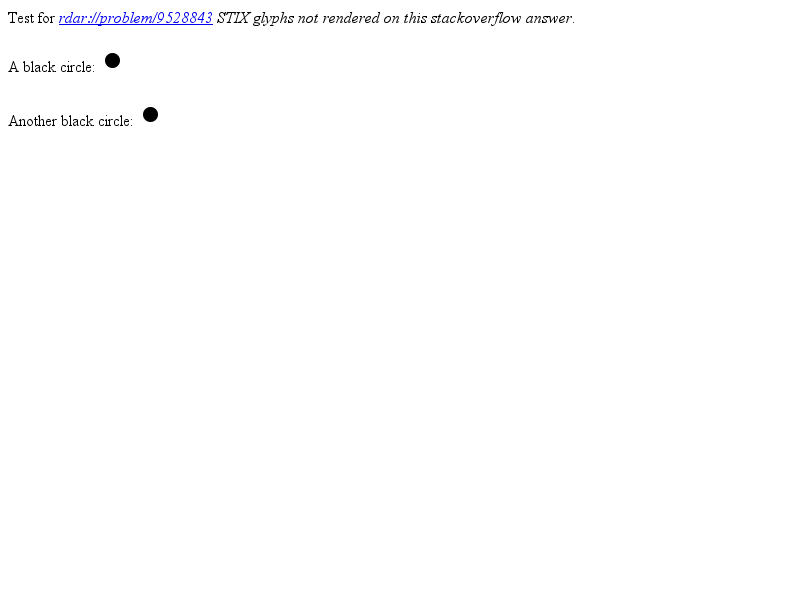 Test for rdar://problem/9528843 STIX glyphs not rendered on this stackoverflow answer.
A black circle: ●
Another black circle: ●